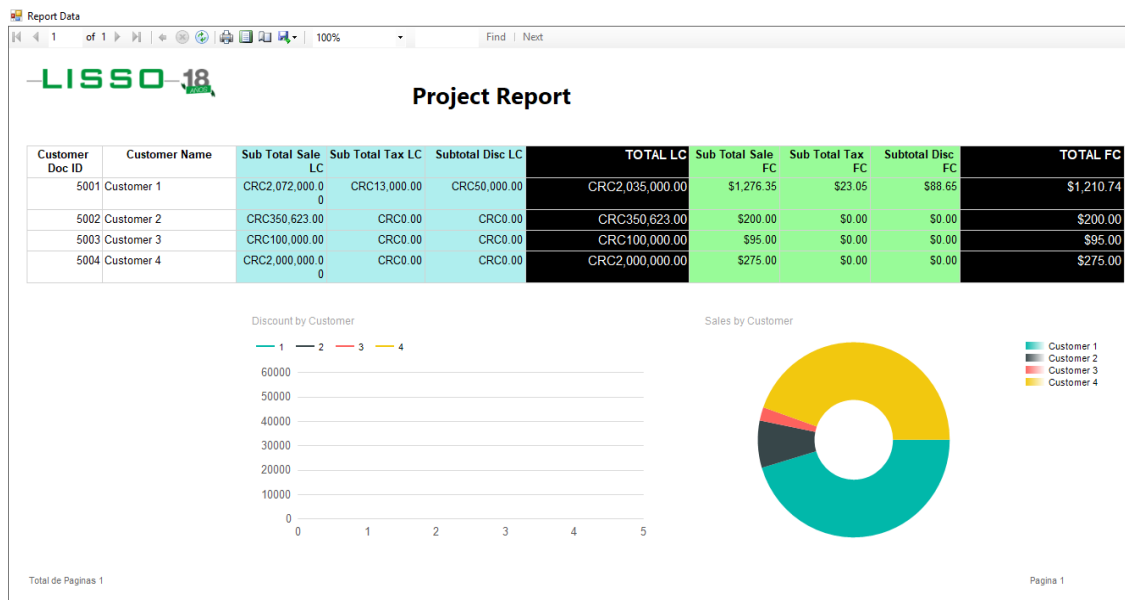 Report Data
1 of 1 100% Find | Next
LISSO 18
Project Report
Customer Doc ID Customer Name Sub Total Sale LC Sub Total Tax LC Subtotal Disc LC TOTAL LC Sub Total Sale FC Sub Total Tax FC Subtotal Disc FC TOTAL FC
5001 Customer 1 CRC2,072,000.00 CRC13,000.00 CRC50,000.00 CRC2,035,000.00 $1,276.35 $23.05 $88.65 $1,210.74
5002 Customer 2 CRC350,623.00 CRC0.00 CRC0.00 CRC350,623.00 $200.00 $0.00 $0.00 $200.00
5003 Customer 3 CRC100,000.00 CRC0.00 CRC0.00 CRC100,000.00 $95.00 $0.00 $0.00 $95.00
5004 Customer 4 CRC2,000,000.00 CRC0.00 CRC0.00 CRC2,000,000.00 $275.00 $0.00 $0.00 $275.00
Discount by Customer
1 2 3 4
60000
50000
40000
30000
20000
10000
0
0 1 2 3 4 5
Sales by Customer
Customer 1
Customer 2
Customer 3
Customer 4
Total de Paginas 1
Pagina 1